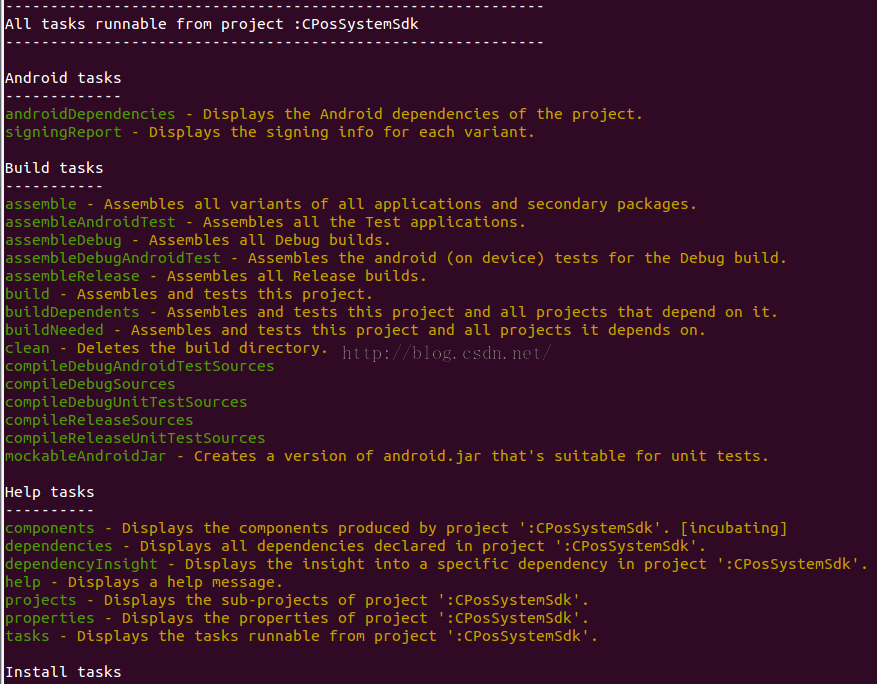 ------------------------------------------------------------
All tasks runnable from project :CPosSystemSdk
------------------------------------------------------------
Android tasks
-------------
androidDependencies - Displays the Android dependencies of the project.
signingReport - Displays the signing info for each variant.
Build tasks
-----------
assemble - Assembles all variants of all applications and secondary packages.
assembleAndroidTest - Assembles all the Test applications.
assembleDebug - Assembles all Debug builds.
assembleDebugAndroidTest - Assembles the android (on device) tests for the Debug build.
assembleRelease - Assembles all Release builds.
build - Assembles and tests this project.
buildDependents - Assembles and tests this project and all projects that depend on it.
buildNeeded - Assembles and tests this project and all projects it depends on.
clean - Deletes the build directory.
http://blog.csdn.net/
compileDebugAndroidTestSources
compileDebugSources
compileDebugUnitTestSources
compileReleaseSources
compileReleaseUnitTestSources
mockableAndroidJar - Creates a version of android.jar that's suitable for unit tests.
Help tasks
----------
components - Displays the components produced by project ':CPosSystemSdk'. [incubating]
dependencies - Displays all dependencies declared in project ':CPosSystemSdk'.
dependencyInsight - Displays the insight into a specific dependency in project ':CPosSystemSdk'.
help - Displays a help message.
projects - Displays the sub-projects of project ':CPosSystemSdk'.
properties - Displays the properties of project ':CPosSystemSdk'.
tasks - Displays the tasks runnable from project ':CPosSystemSdk'.
Install tasks